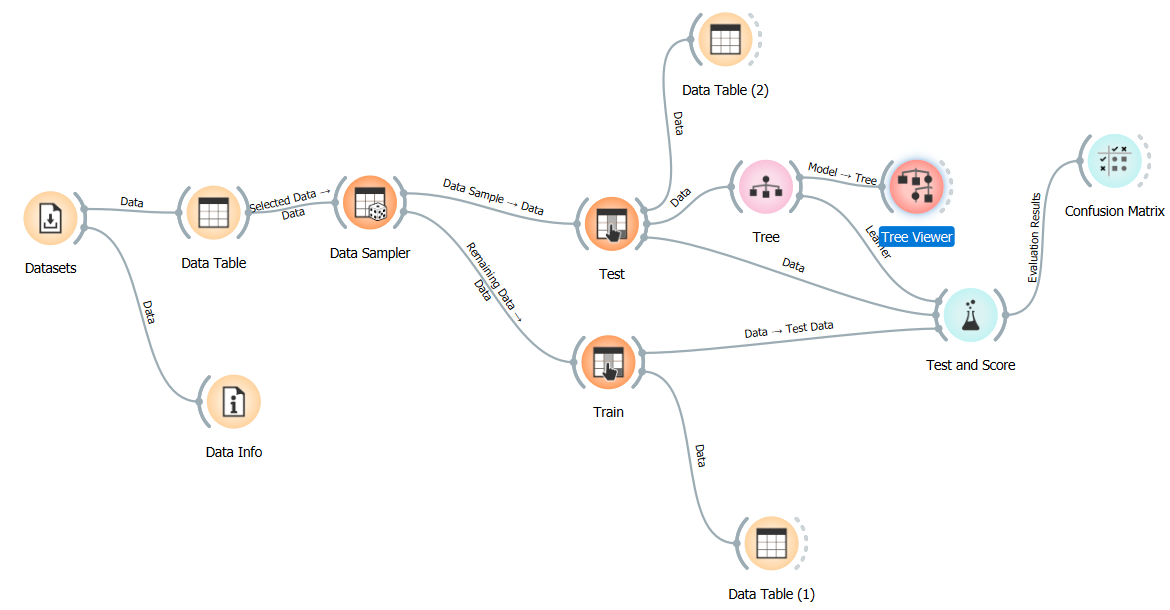 Data Table (2)
Data
Datasets
Data
Data
Data Table
Selected Data → Data
Data Sampler
Data Sample → Data
Remaining Data → Data
Data Info
Test
Data
Data
Tree
Model → Tree
Learner
Tree Viewer
Train
Data → Test Data
Data
Data Table (1)
Test and Score
Evaluation Results
Confusion Matrix